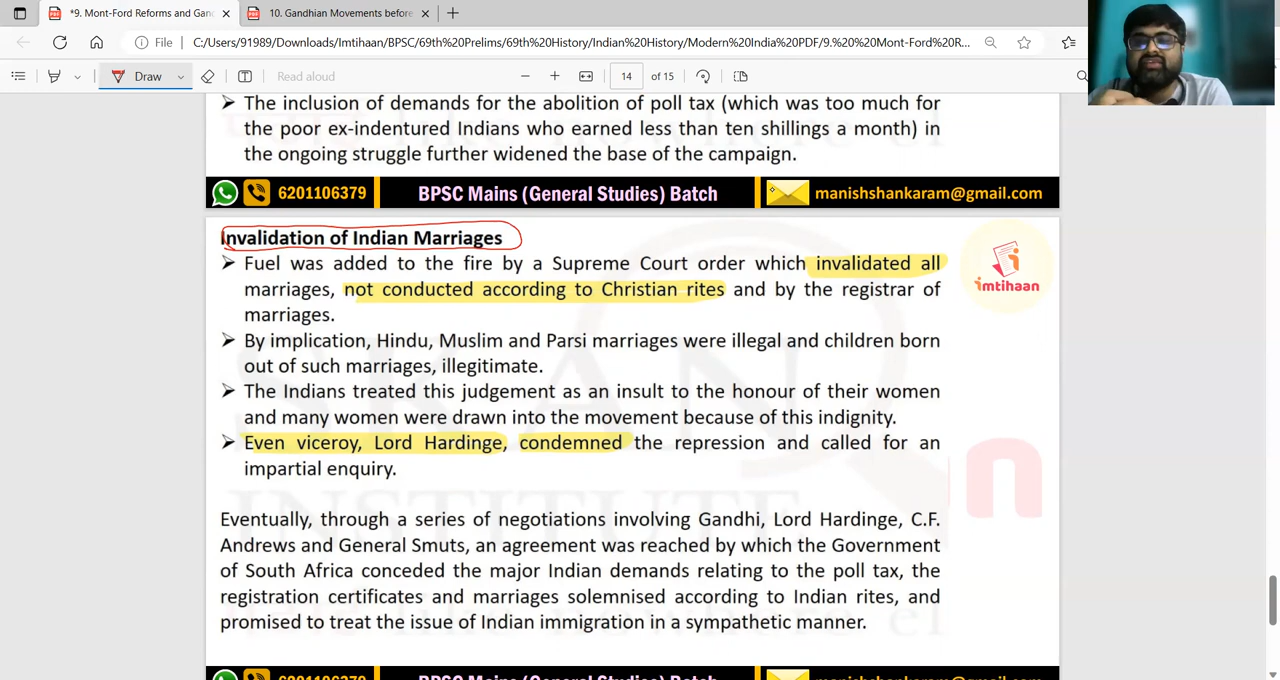 *9. Mont-Ford Reforms and Gand
10. Gandhian Movements before
File
C:/Users/91989/Downloads/Imtihaan/BPSC/69th%20Prelims/69th%20History/Indian%20History/Modern%20India%20PDF/9.%20%20Mont-Ford%20R...
Draw
Read aloud
14 of 15
➤ The inclusion of demands for the abolition of poll tax (which was too much for
the poor ex-indentured Indians who earned less than ten shillings a month) in
the ongoing struggle further widened the base of the campaign.
6201106379 BPSC Mains (General Studies) Batch manishshankaram@gmail.com
Invalidation of Indian Marriages
➤ Fuel was added to the fire by a Supreme Court order which invalidated all
marriages, not conducted according to Christian rites and by the registrar of
marriages.
➤ By implication, Hindu, Muslim and Parsi marriages were illegal and children born
out of such marriages, illegitimate.
➤ The Indians treated this judgement as an insult to the honour of their women
and many women were drawn into the movement because of this indignity.
➤ Even viceroy, Lord Hardinge, condemned the repression and called for an
impartial enquiry.
Eventually, through a series of negotiations involving Gandhi, Lord Hardinge, C.F.
Andrews and General Smuts, an agreement was reached by which the Government
of South Africa conceded the major Indian demands relating to the poll tax, the
registration certificates and marriages solemnised according to Indian rites, and
promised to treat the issue of Indian immigration in a sympathetic manner.
imtihaan
INSTITUTE